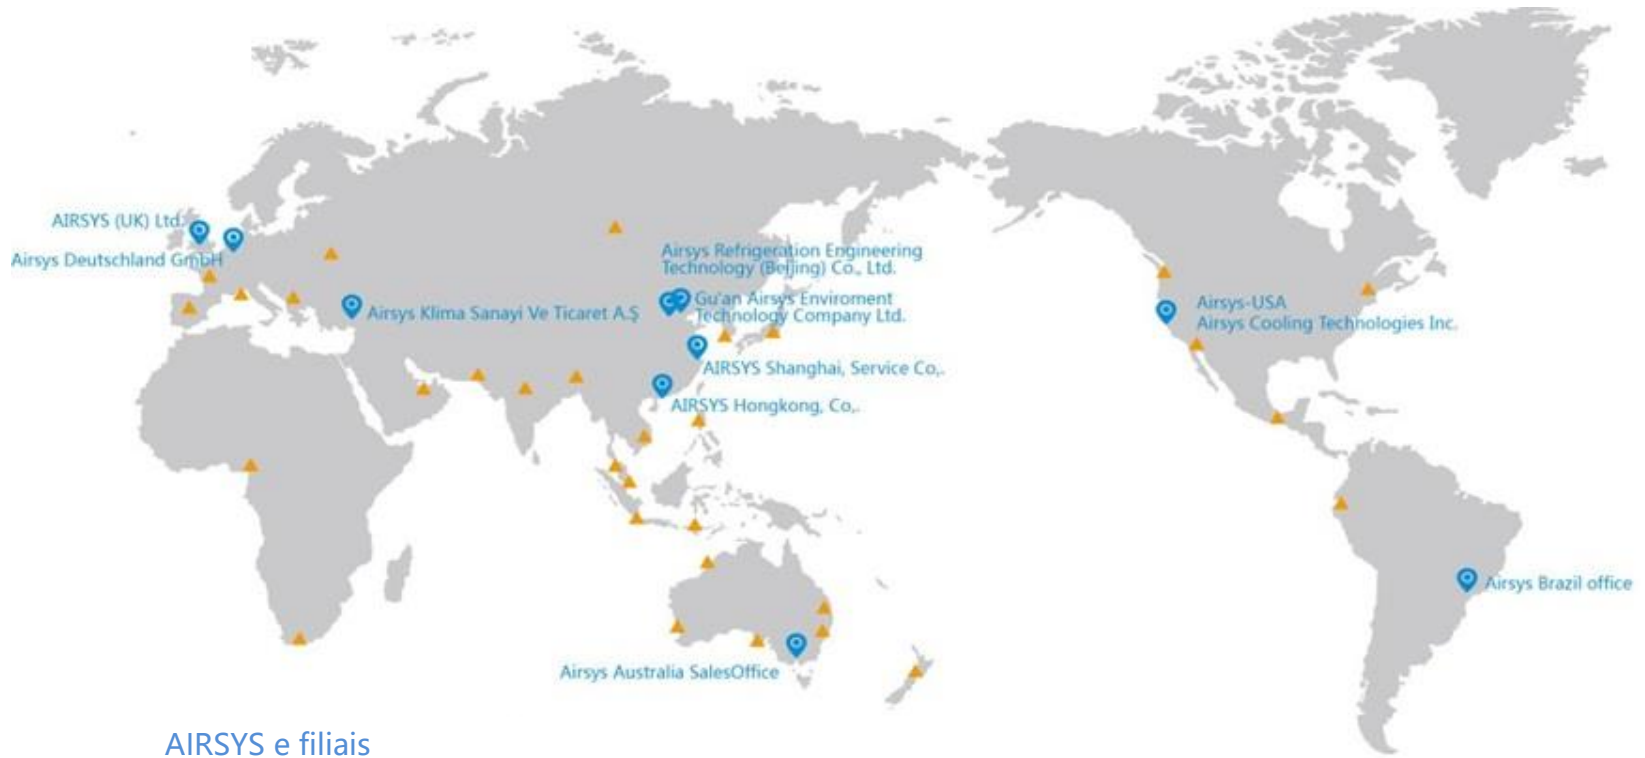 AIRSYS (UK) Ltd.
Airsys Deutschland GmbH
Airsys Refrigeration Engineering
Technology (Beijing) Co., Ltd.
Gu'an Airsys Enviroment
Technology Company Ltd.
Airsys Klima Sanayi Ve Ticaret A.Ş
Airsys-USA
Airsys Cooling Technologies Inc.
AIRSYS Shanghai, Service Co,.
AIRSYS Hongkong, Co,.
Airsys Brazil office
Airsys Australia SalesOffice
AIRSYS e filiais